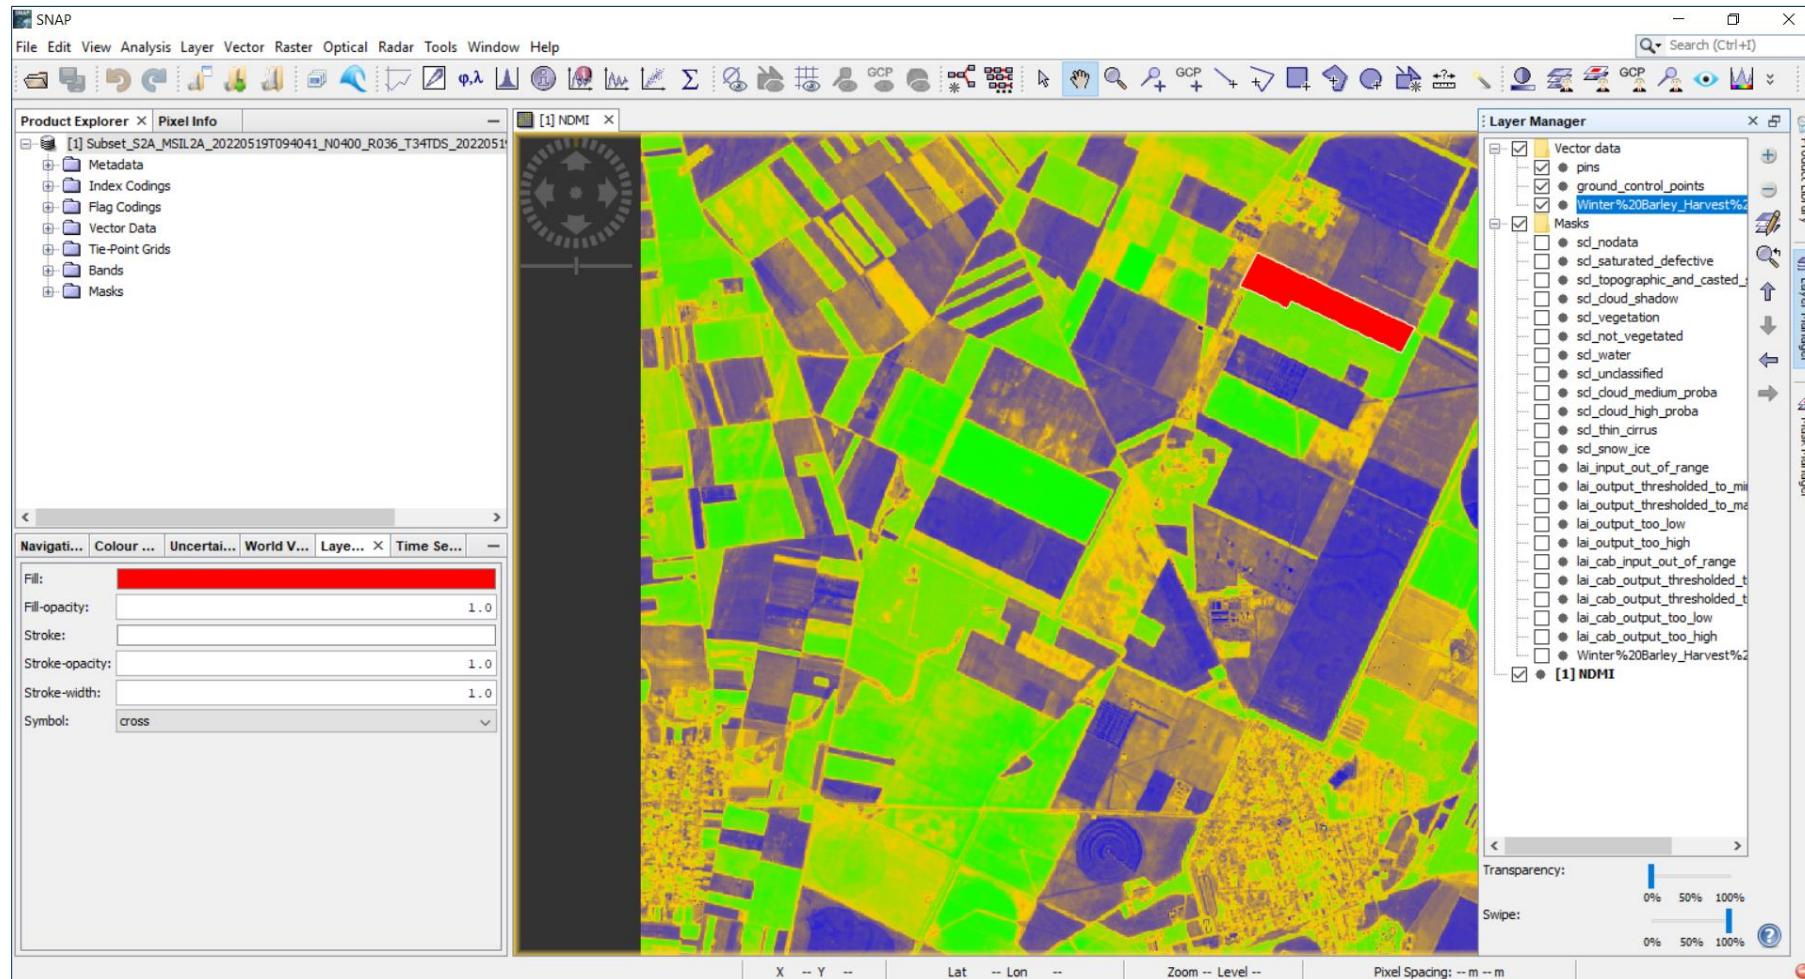 SNAP
File Edit View Analysis Layer Vector Raster Optical Radar Tools Window Help
Search (Ctrl+I)
φ,λ
Σ
GCP
GCP
GCP
Product Explorer
Pixel Info
[1] Subset_S2A_MSIL2A_20220519T094041_N0400_R036_T34TDS_2022051
Metadata
Index Codings
Flag Codings
Vector Data
Tie-Point Grids
Bands
Masks
Navigati...
Colour ...
Uncertai...
World V...
Laye...
Time Se...
Fill:
Fill-opacity:
1.0
Stroke:
Stroke-opacity:
1.0
Stroke-width:
1.0
Symbol:
cross
[1] NDMI
Layer Manager
Vector data
pins
ground_control_points
Winter%20Barley_Harvest%2
Masks
scl_nodata
scl_saturated_defective
scl_topographic_and_casted_s
scl_cloud_shadow
scl_vegetation
scl_not_vegetated
scl_water
scl_unclassified
scl_cloud_medium_proba
scl_cloud_high_proba
scl_thin_cirrus
scl_snow_ice
lai_input_out_of_range
lai_output_thresholded_to_mi
lai_output_thresholded_to_ma
lai_output_too_low
lai_output_too_high
lai_cab_input_out_of_range
lai_cab_output_thresholded_t
lai_cab_output_thresholded_t
lai_cab_output_too_low
lai_cab_output_too_high
Winter%20Barley_Harvest%2
[1] NDMI
Transparency:
0% 50% 100%
Swipe:
0% 50% 100%
X -- Y --
Lat -- Lon --
Zoom -- Level --
Pixel Spacing: -- m -- m